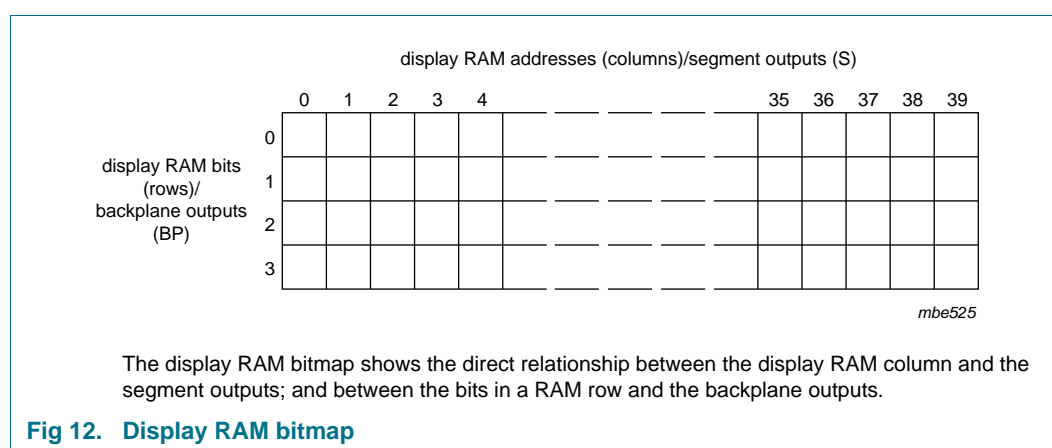 display RAM addresses (columns)/segment outputs (S)
0 1 2 3 4 35 36 37 38 39
0
display RAM bits
1
(rows)/
backplane outputs
2
(BP)
3
mbe525
The display RAM bitmap shows the direct relationship between the display RAM column and the
segment outputs; and between the bits in a RAM row and the backplane outputs.
Fig 12. Display RAM bitmap